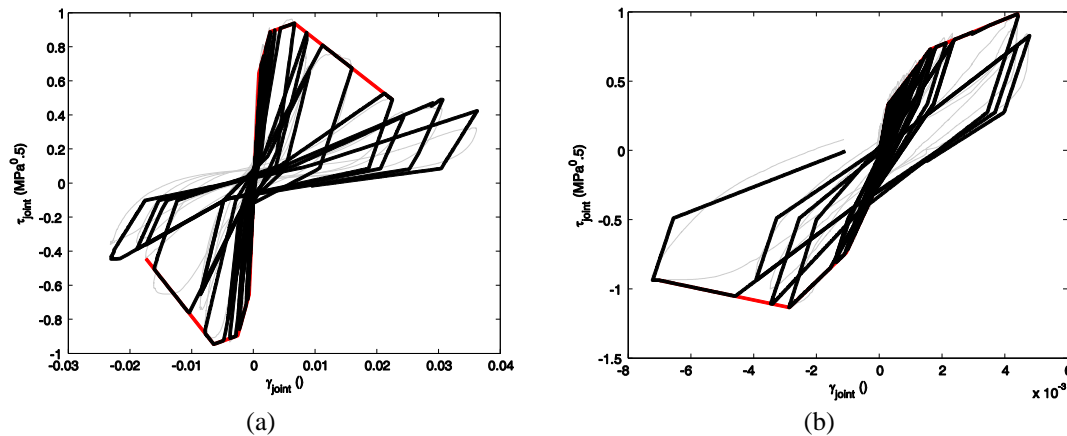 1
0.8
0.6
0.4
0.2
0
-0.2
-0.4
-0.6
-0.8
-1
τjoint (MPa^0.5)
-0.03 -0.02 -0.01 0 0.01 0.02 0.03 0.04
γjoint ()
(a)
1
0.5
0
-0.5
-1
-1.5
τjoint (MPa^0.5)
-8 -6 -4 -2 0 2 4 6
γjoint ()
x 10^-3
(b)